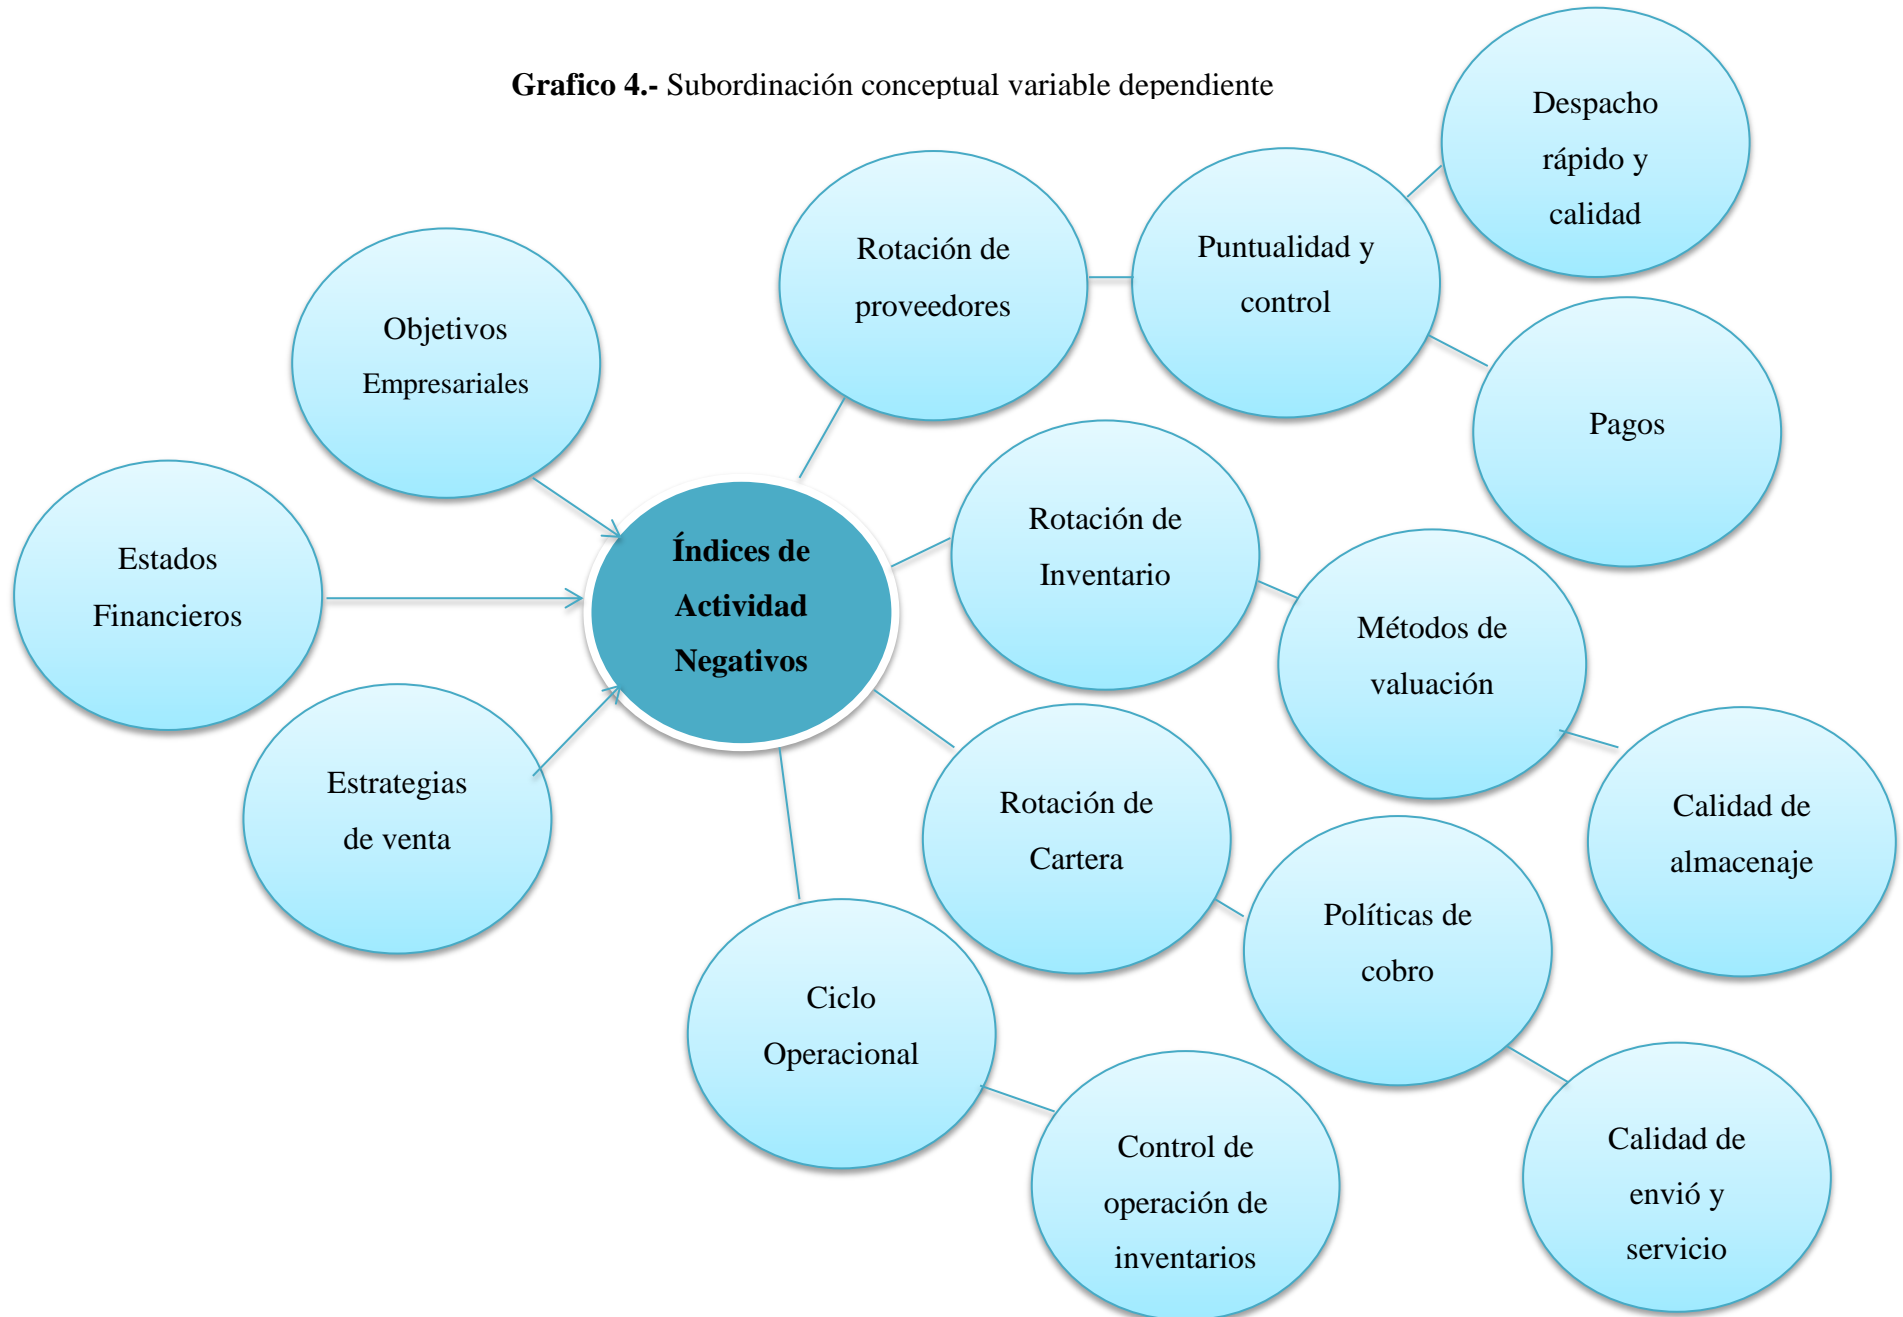 Grafico 4.- Subordinación conceptual variable dependiente
Despacho
rápido y
calidad
Rotación de
proveedores
Puntualidad y
control
Objetivos
Empresariales
Pagos
Estados
Financieros
Índices de
Actividad
Negativos
Rotación de
Inventario
Métodos de
valuación
Estrategias
de venta
Rotación de
Cartera
Calidad de
almacenaje
Políticas de
cobro
Ciclo
Operacional
Control de
operación de
inventarios
Calidad de
envió y
servicio